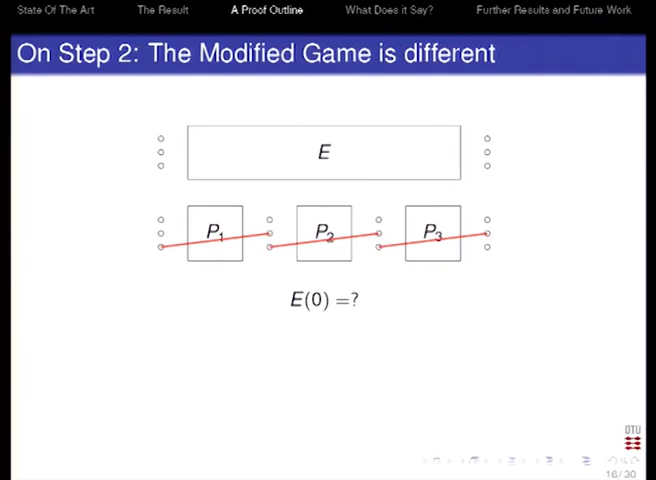 State Of The Art The Result A Proof Outline What Does it Say? Further Results and Future Work
On Step 2: The Modified Game is different
E
P1 P2 P3
E(0) =?
DTU
16/30